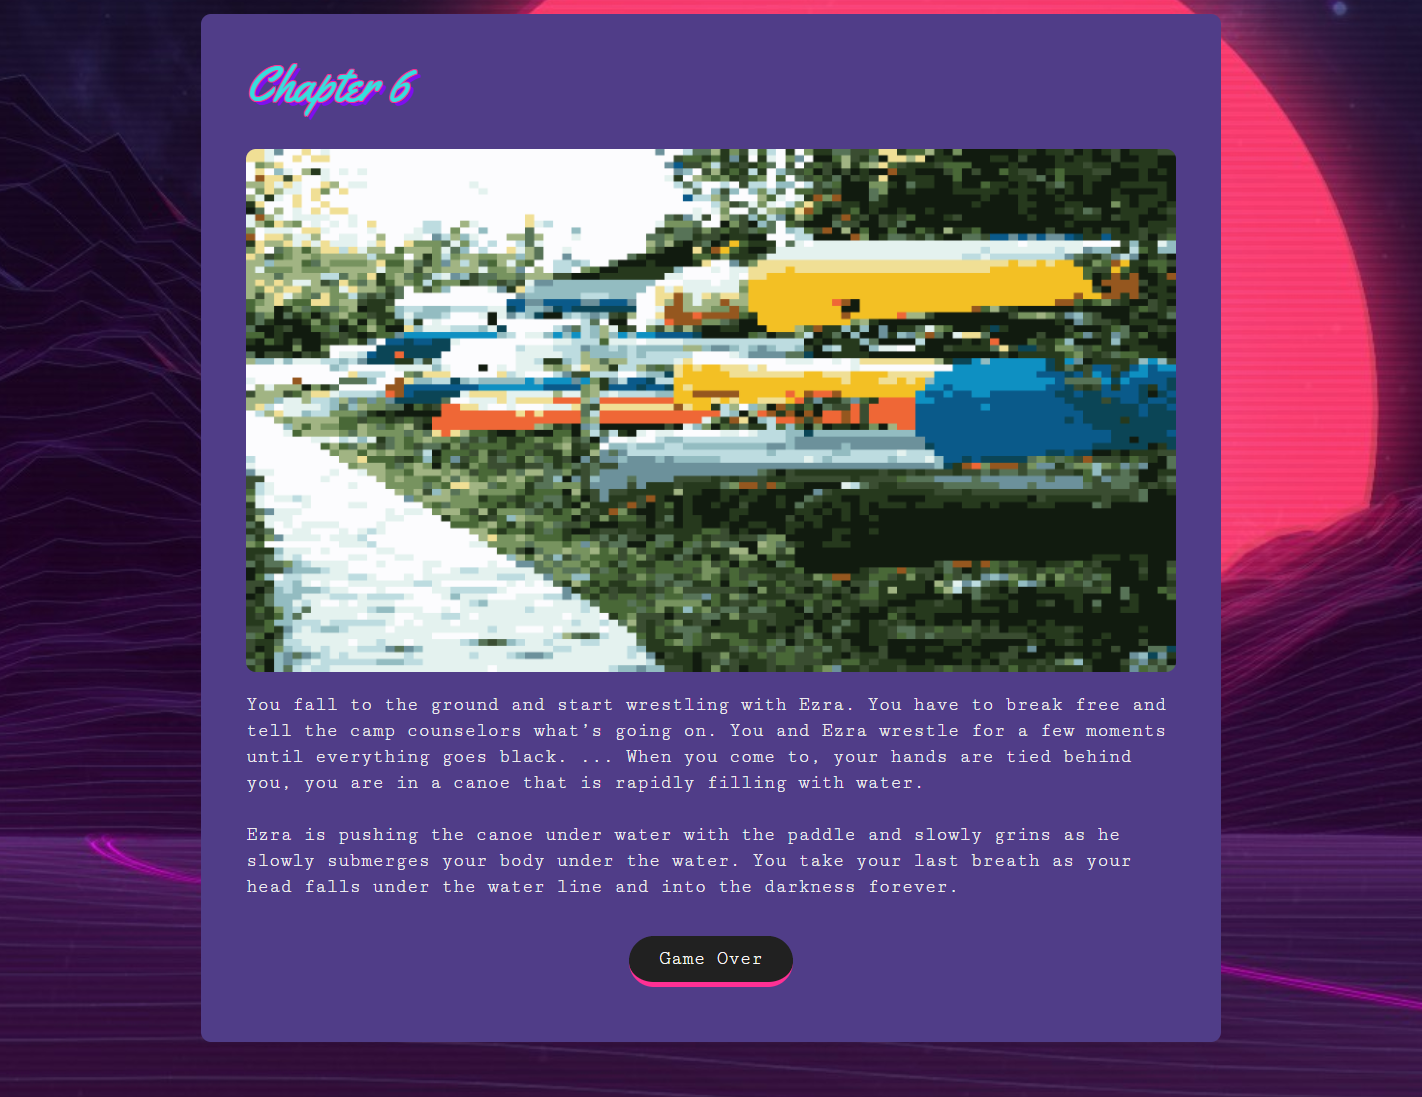 Chapter 6
You fall to the ground and start wrestling with Ezra. You have to break free and
tell the camp counselors what's going on. You and Ezra wrestle for a few moments
until everything goes black. ... When you come to, your hands are tied behind
you, you are in a canoe that is rapidly filling with water.
Ezra is pushing the canoe under water with the paddle and slowly grins as he
slowly submerges your body under the water. You take your last breath as your
head falls under the water line and into the darkness forever.
Game Over